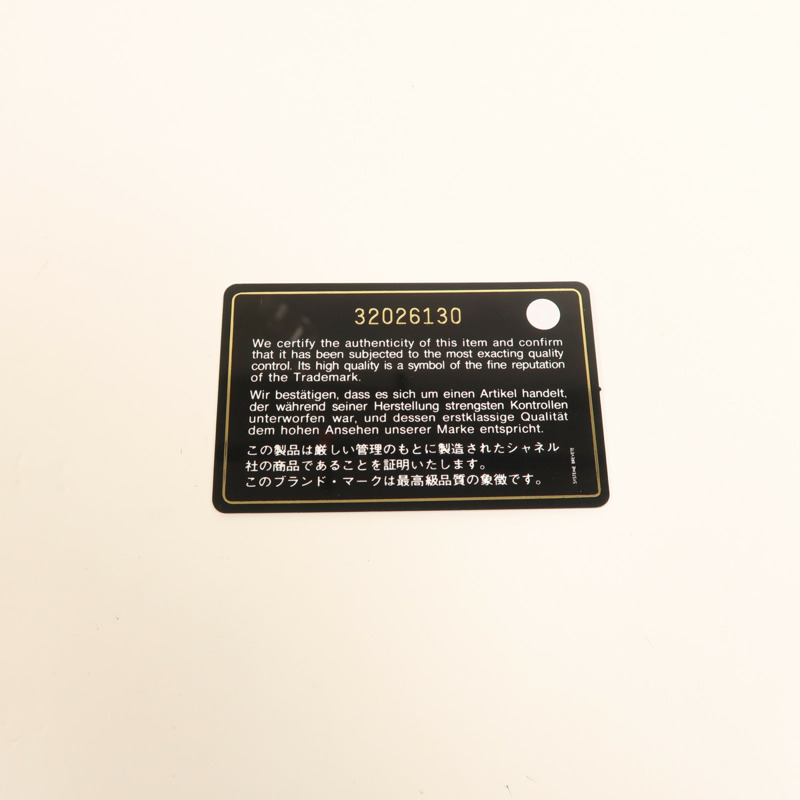 32026130
We certify the authenticity of this item and confirm
that it has been subjected to the most exacting quality
control. Its high quality is a symbol of the fine reputation
of the Trademark.
Wir bestätigen, dass es sich um einen Artikel handelt,
der während seiner Herstellung strengsten Kontrollen
unterworfen war, und dessen erstklassige Qualität
dem hohen Ansehen unserer Marke entspricht.
この製品は厳しい管理のもとに製造されたシャネル
社の商品であることを証明いたします。
このブランド・マークは最高級品質の象徴です。
SYSTEME BREVETE